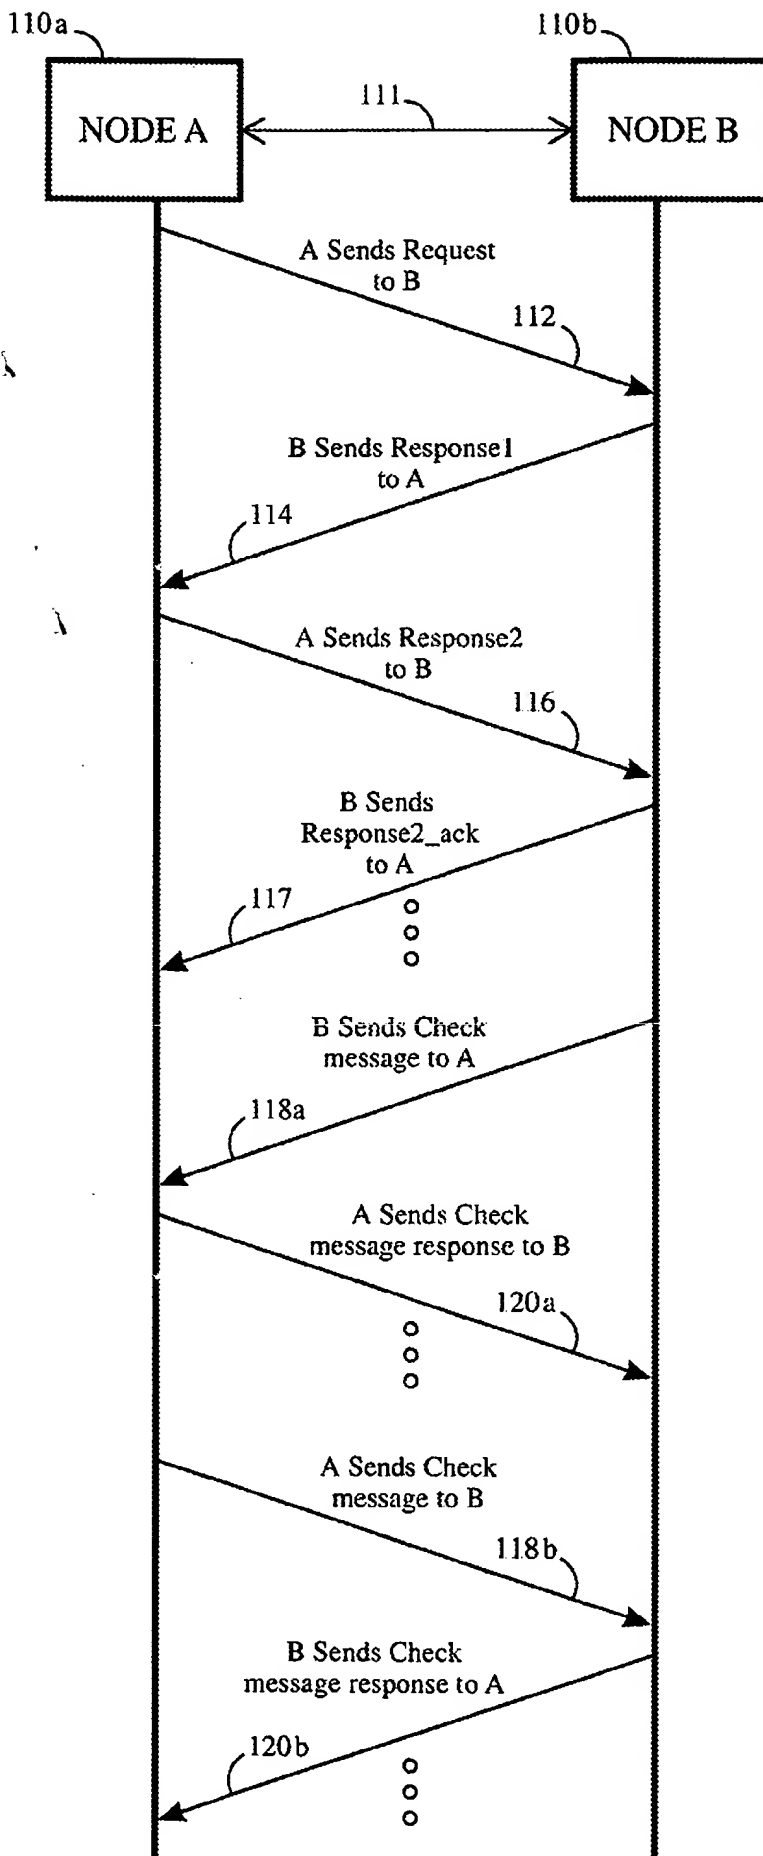 110a
110b
NODE A
111
NODE B
A Sends Request
to B
112
B Sends Response1
to A
114
A Sends Response2
to B
116
B Sends
Response2_ack
to A
117
B Sends Check
message to A
118a
A Sends Check
message response to B
120a
A Sends Check
message to B
118b
B Sends Check
message response to A
120b